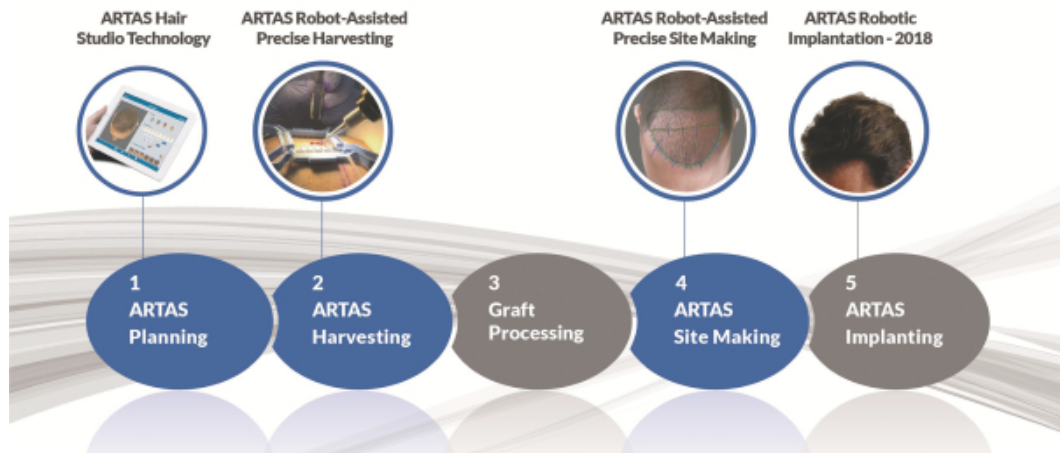 ARTAS Hair
Studio Technology
ARTAS Robot-Assisted
Precise Harvesting
ARTAS Robot-Assisted
Precise Site Making
ARTAS Robotic
Implantation - 2018
1
ARTAS
Planning
2
ARTAS
Harvesting
3
Graft
Processing
4
ARTAS
Site Making
5
ARTAS
Implanting